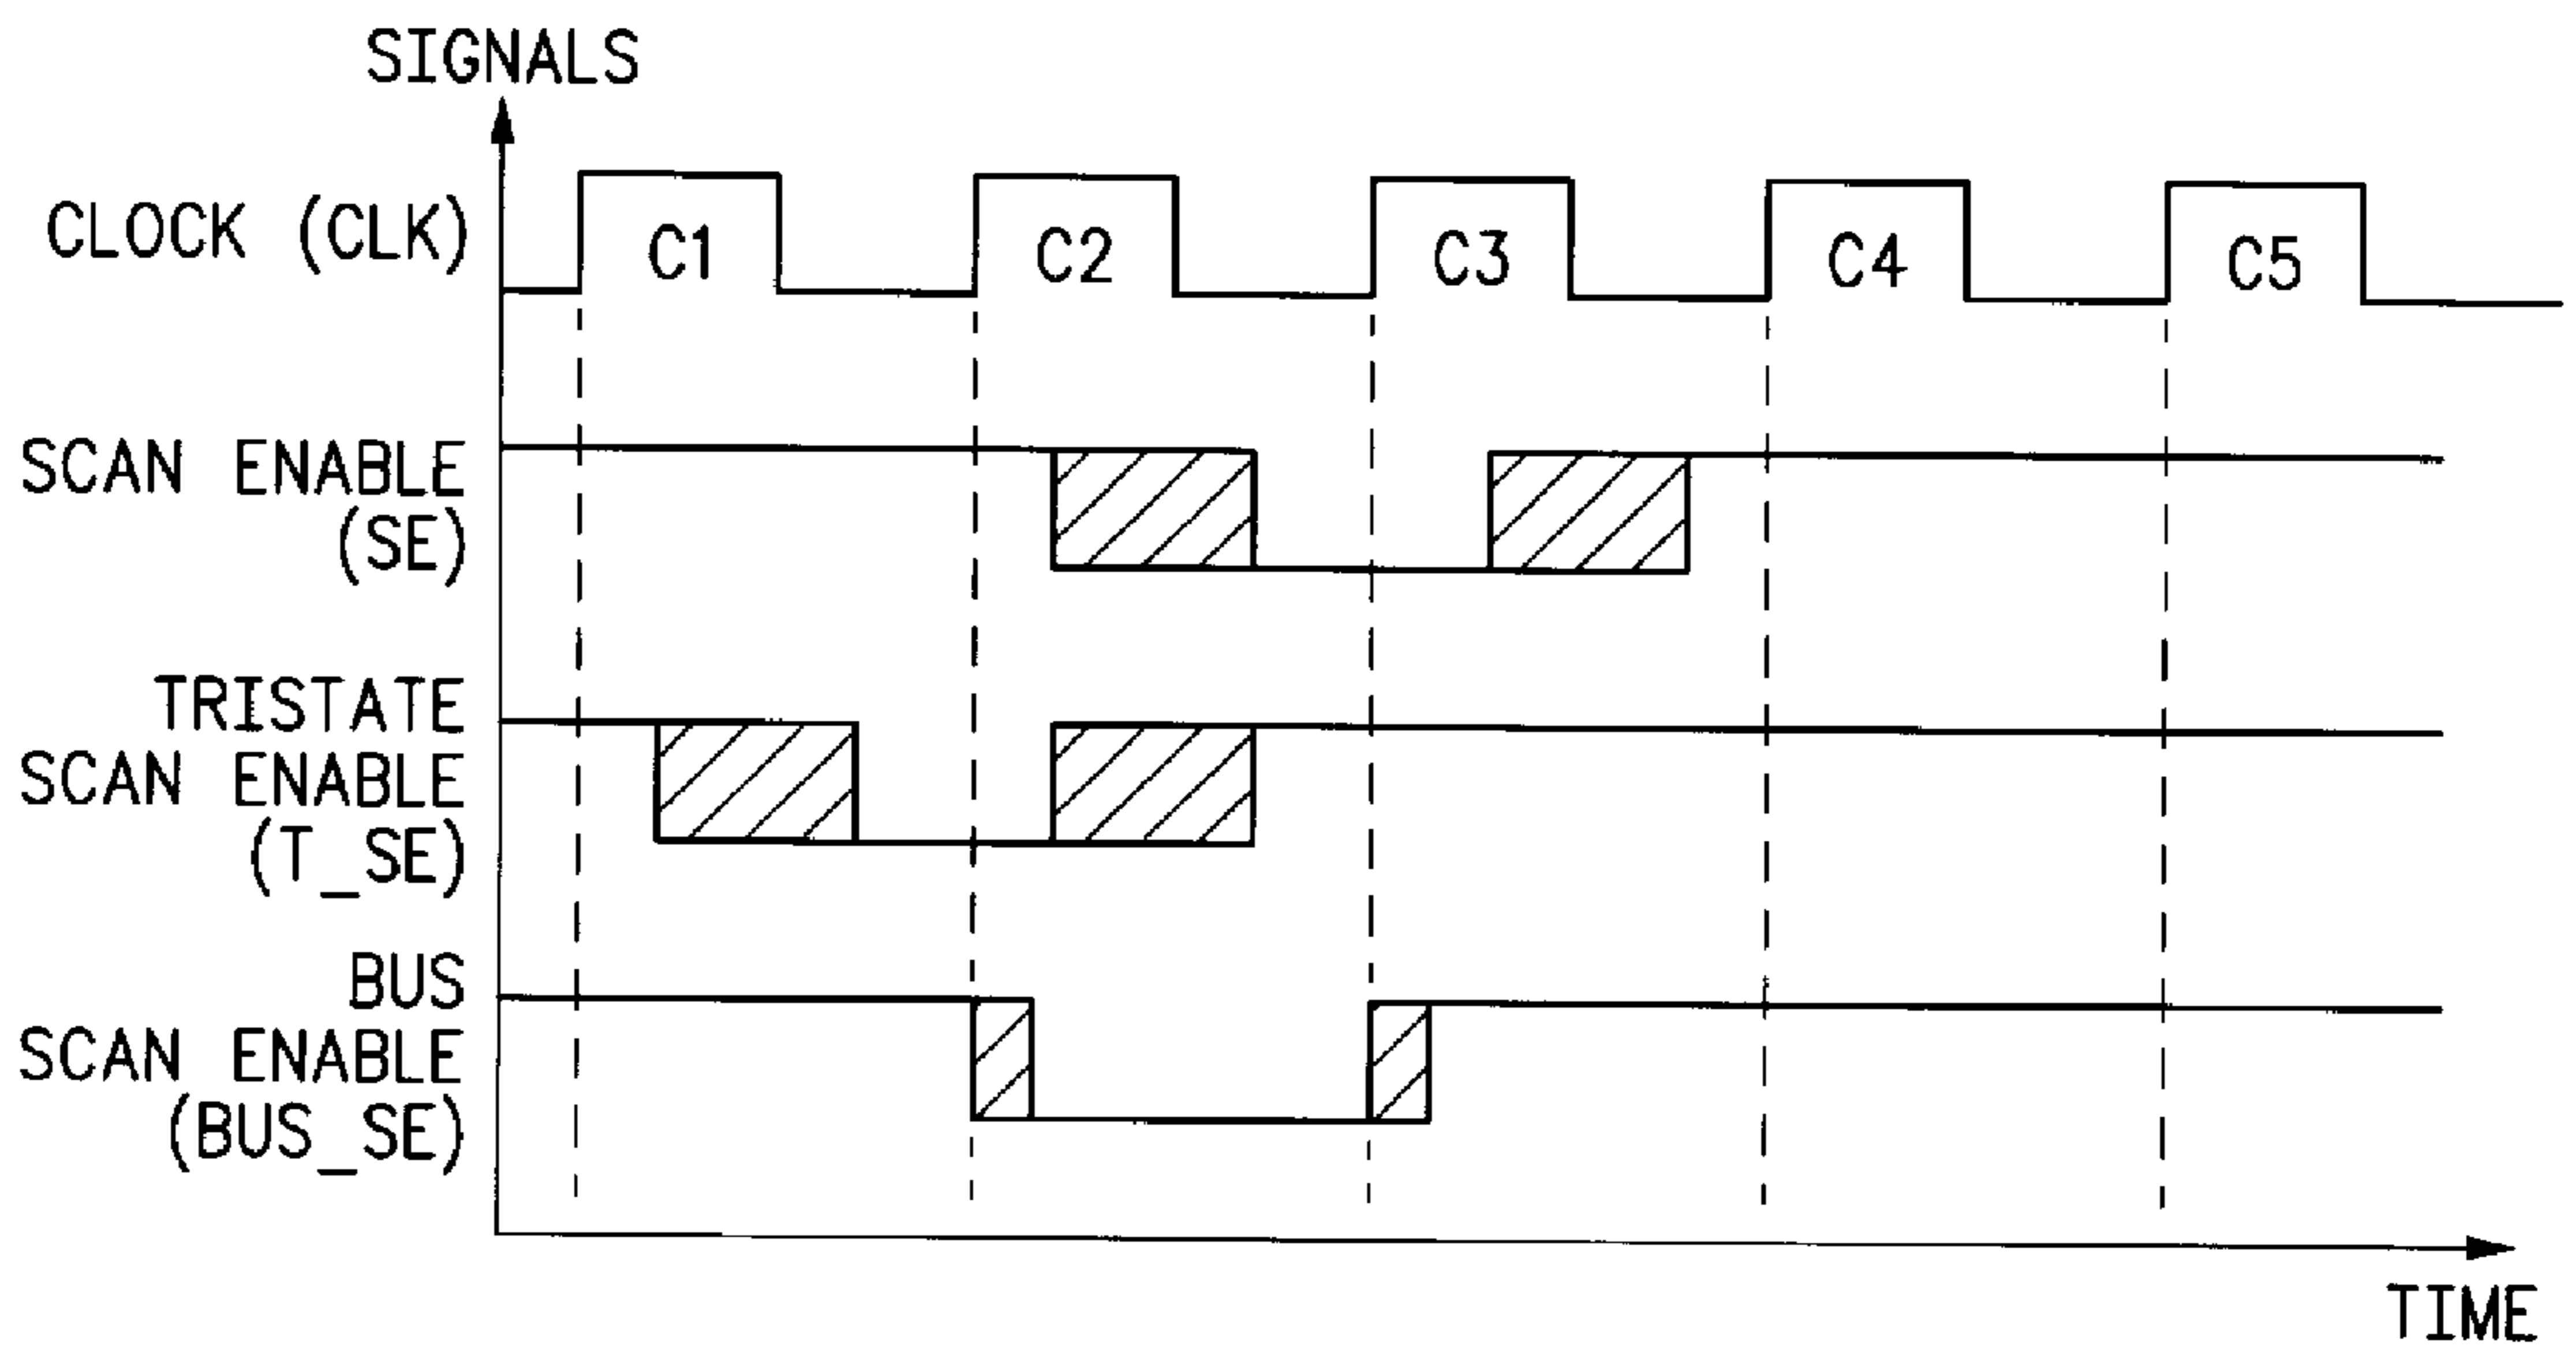 SIGNALS
CLOCK (CLK)
C1
C2
C3
C4
C5
SCAN ENABLE
(SE)
TRISTATE
SCAN ENABLE
(T_SE)
BUS
SCAN ENABLE
(BUS_SE)
TIME